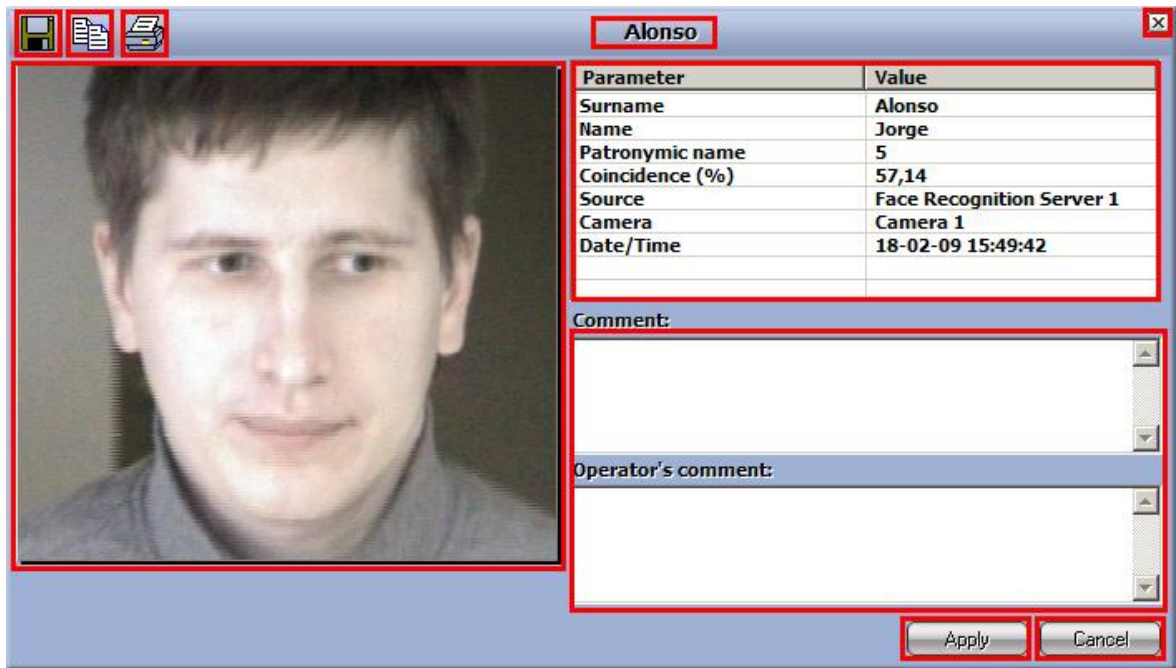 Alonso
Parameter Value
Surname Alonso
Name Jorge
Patronymic name 5
Coincidence (%) 57,14
Source Face Recognition Server 1
Camera Camera 1
Date/Time 18-02-09 15:49:42
Comment:
Operator's comment:
Apply Cancel